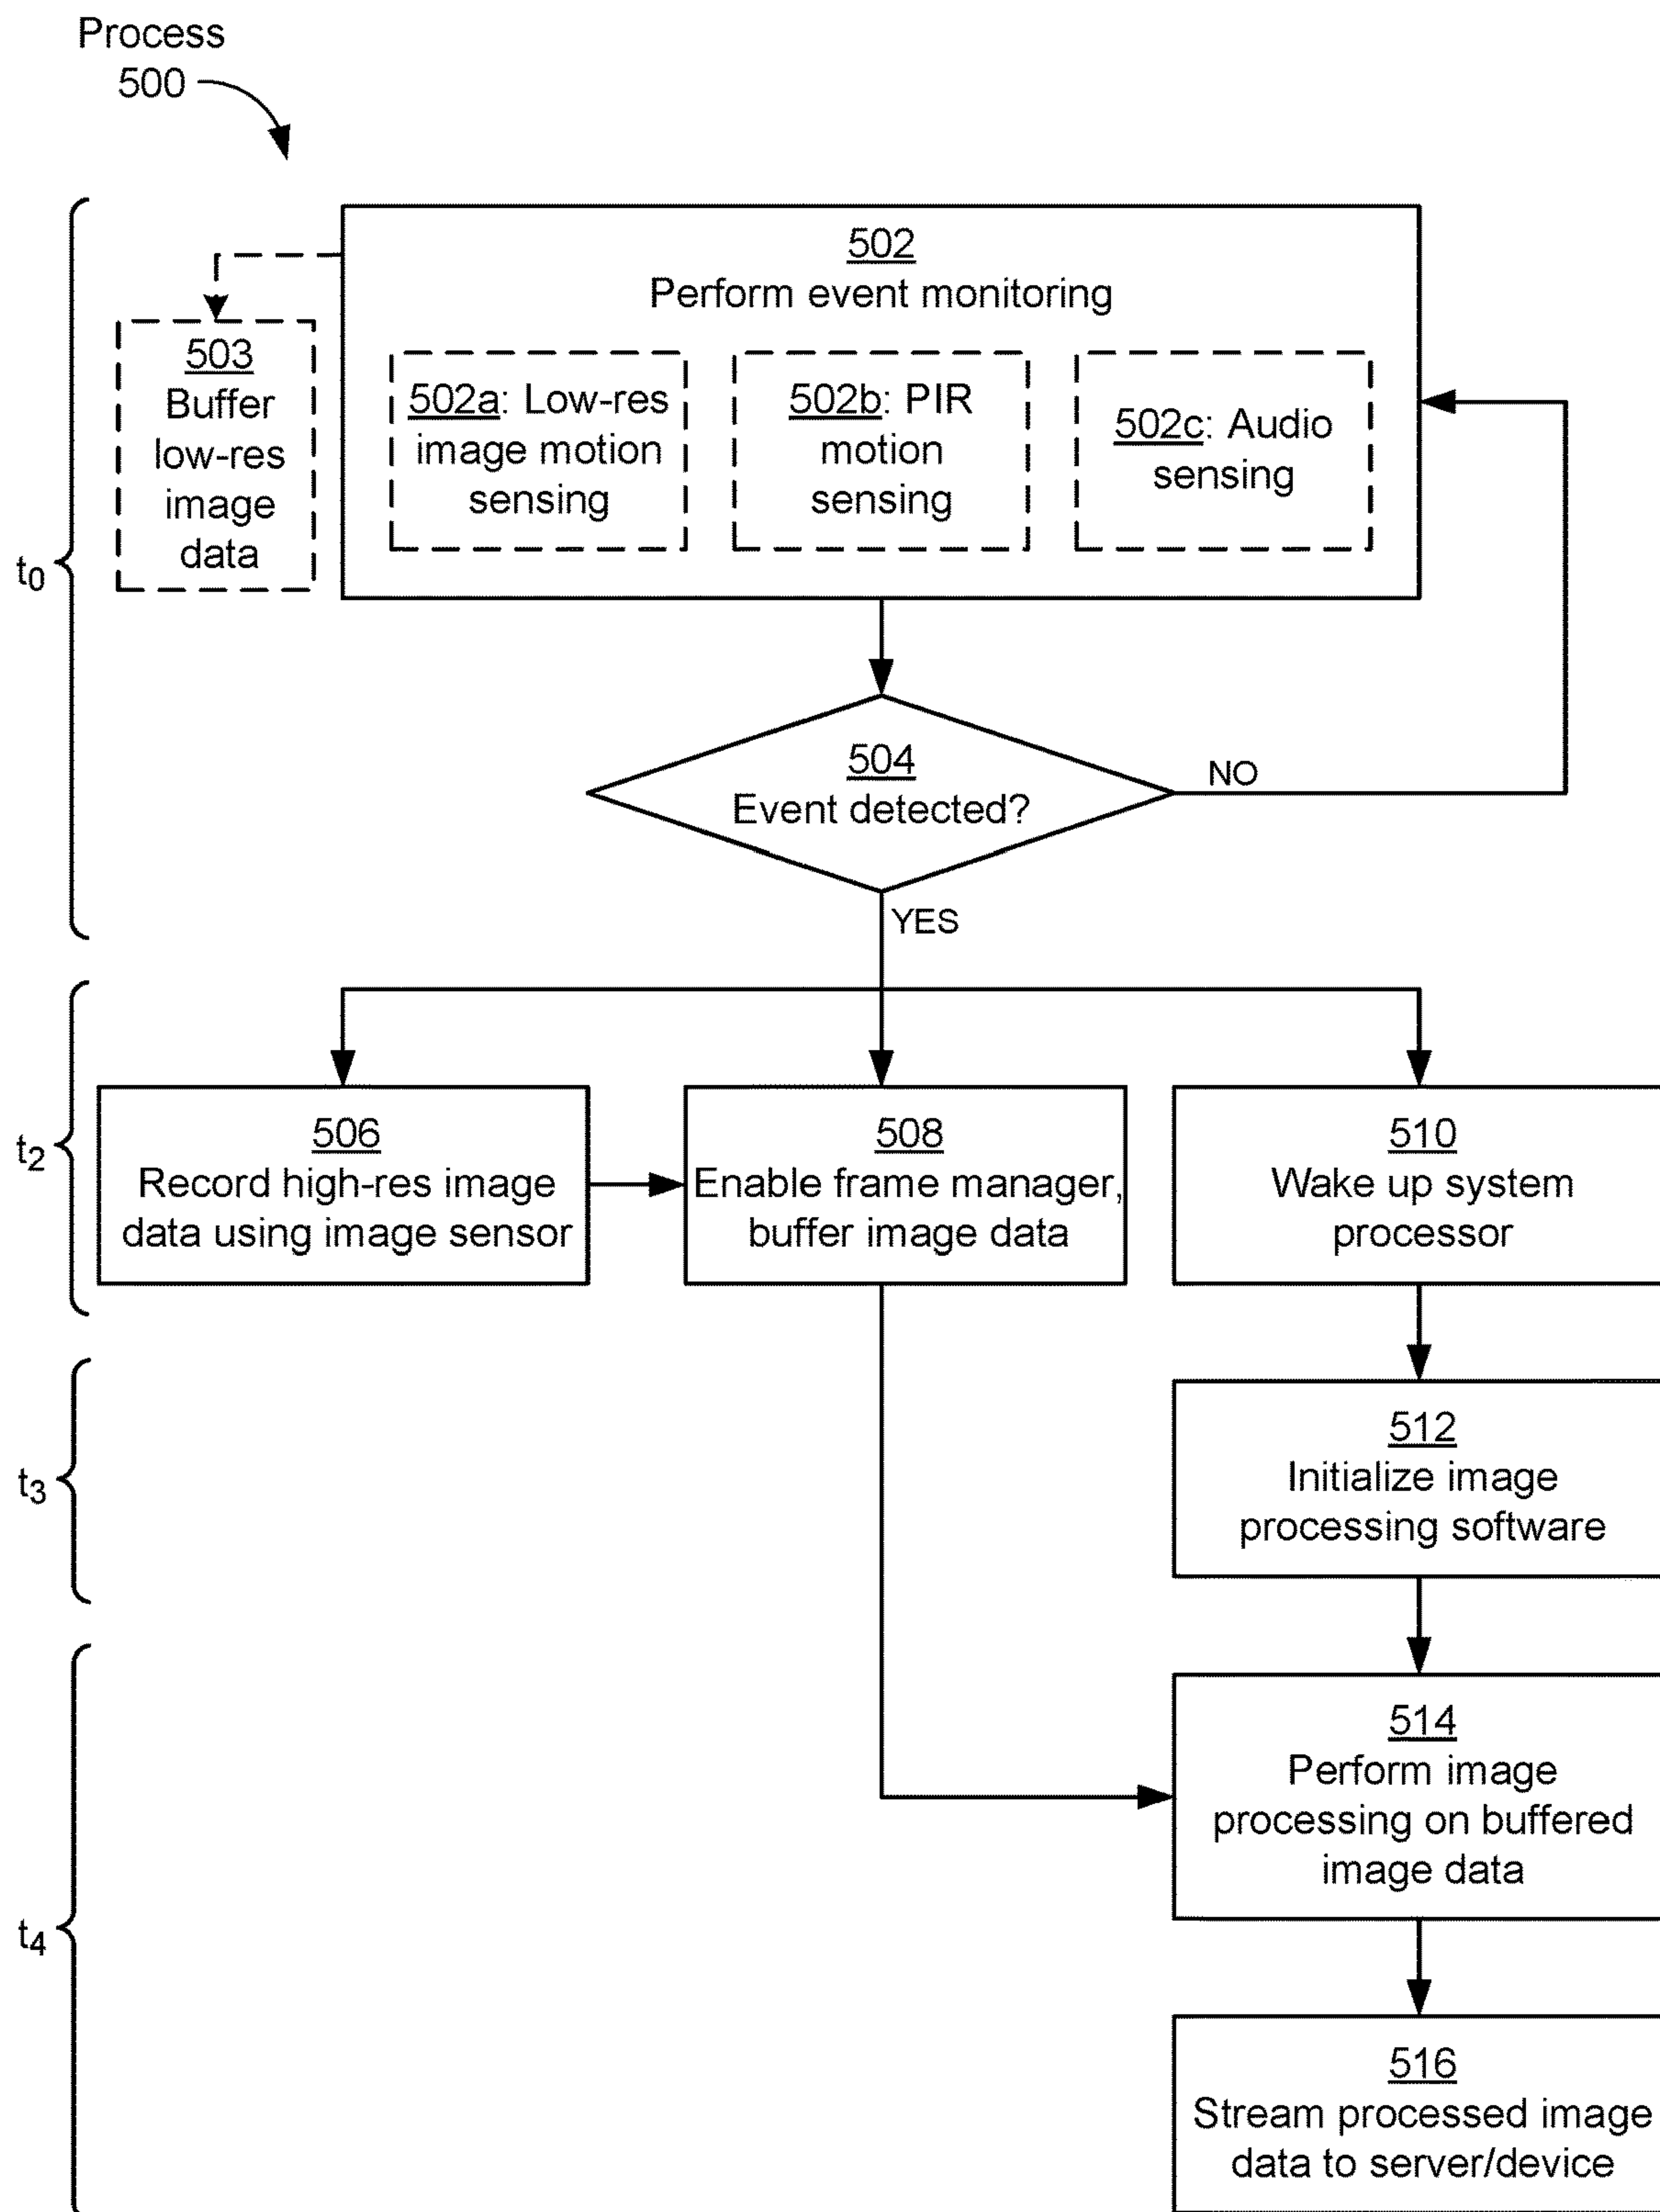 Process
500
502
Perform event monitoring
503
Buffer
low-res
image
data
502a: Low-res
image motion
sensing
502b: PIR
motion
sensing
502c: Audio
sensing
t0
504
Event detected?
NO
YES
t2
506
Record high-res image
data using image sensor
508
Enable frame manager,
buffer image data
510
Wake up system
processor
t3
512
Initialize image
processing software
t4
514
Perform image
processing on buffered
image data
516
Stream processed image
data to server/device